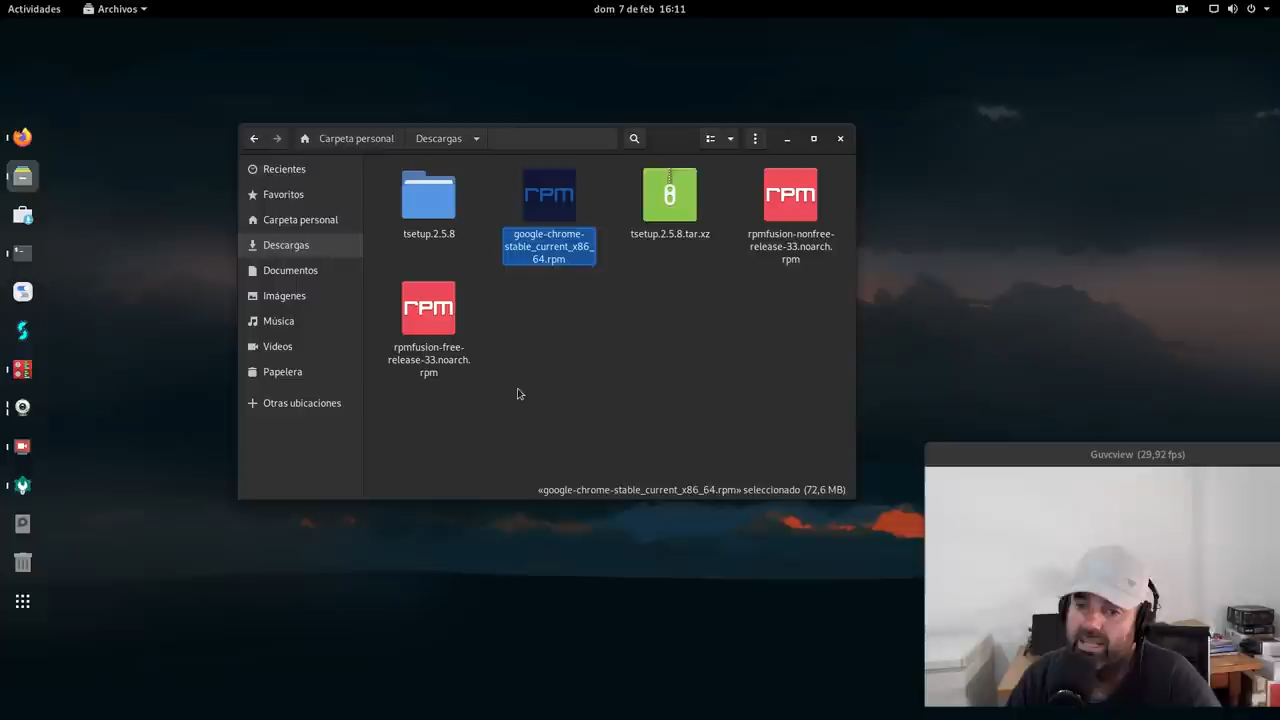 Actividades
Archivos
dom 7 de feb 16:11
Carpeta personal
Descargas
Recientes
Favoritos
Carpeta personal
Descargas
Documentos
Imágenes
Música
Vídeos
Papelera
Otras ubicaciones
tsetup.2.5.8
rpm
google-chrome-
stable_current_x86_
64.rpm
tsetup.2.5.8.tar.xz
rpm
rpmfusion-nonfree-
release-33.noarch.
rpm
rpm
rpmfusion-free-
release-33.noarch.
rpm
«google-chrome-stable_current_x86_64.rpm» seleccionado (72,6 MB)
Guvcview (29,92 fps)